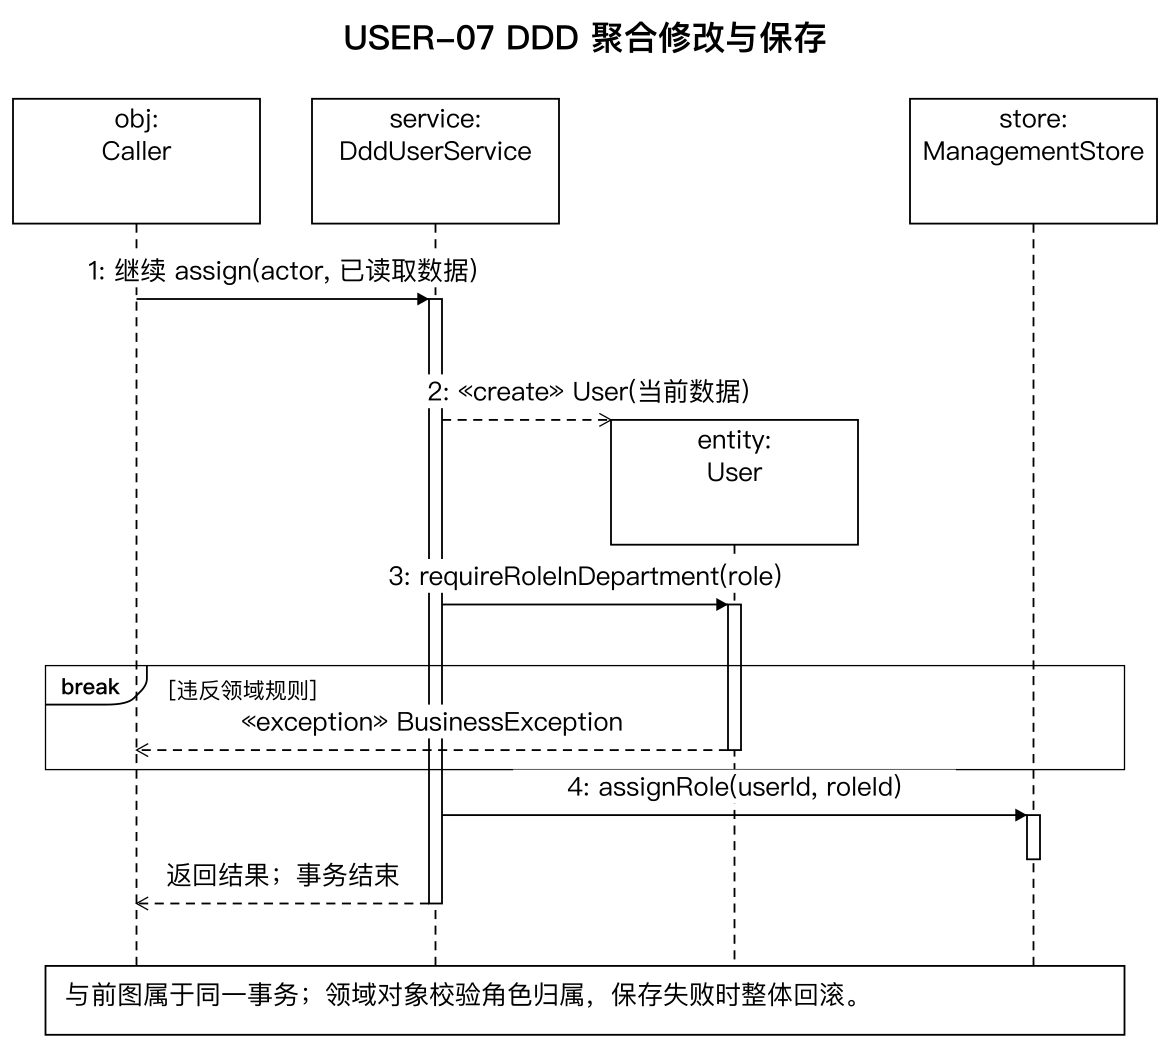 USER–07 DDD 聚合修改与保存
obj:
Caller
service:
DddUserService
store:
ManagementStore
1: 继续 assign(actor, 已读取数据)
2: «create» User(当前数据)
entity:
User
3: requireRoleInDepartment(role)
break
[违反领域规则]
«exception» BusinessException
4: assignRole(userId, roleId)
返回结果；事务结束
与前图属于同一事务；领域对象校验角色归属，保存失败时整体回滚。